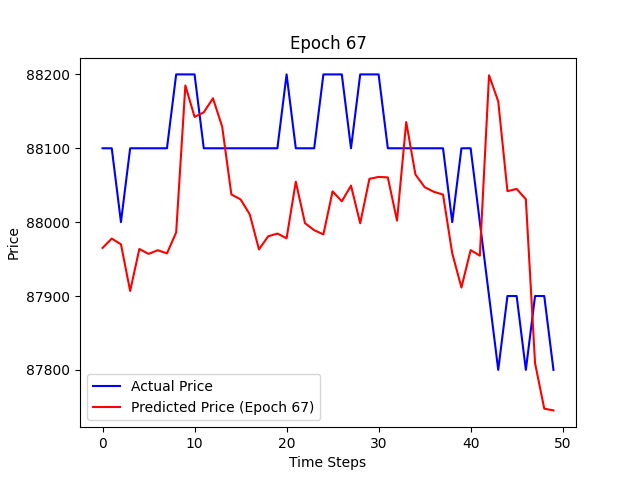 Epoch 67
Price
88200
88100
88000
87900
87800
0 10 20 30 40 50
Time Steps
Actual Price
Predicted Price (Epoch 67)